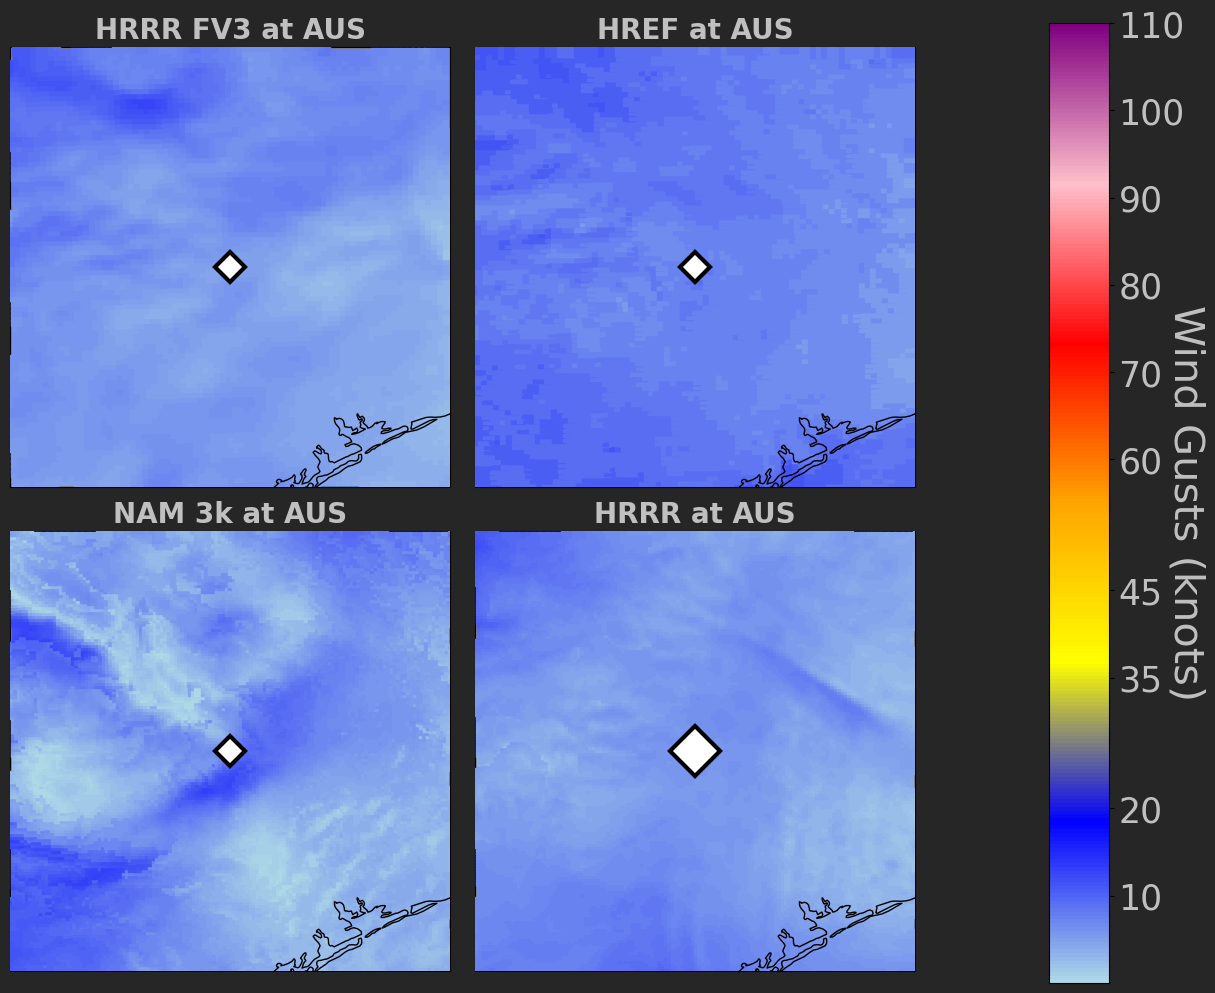 HRRR FV3 at AUS
HREF at AUS
NAM 3k at AUS
HRRR at AUS
110
100
90
80
70
60
45
35
20
10
Wind Gusts (knots)